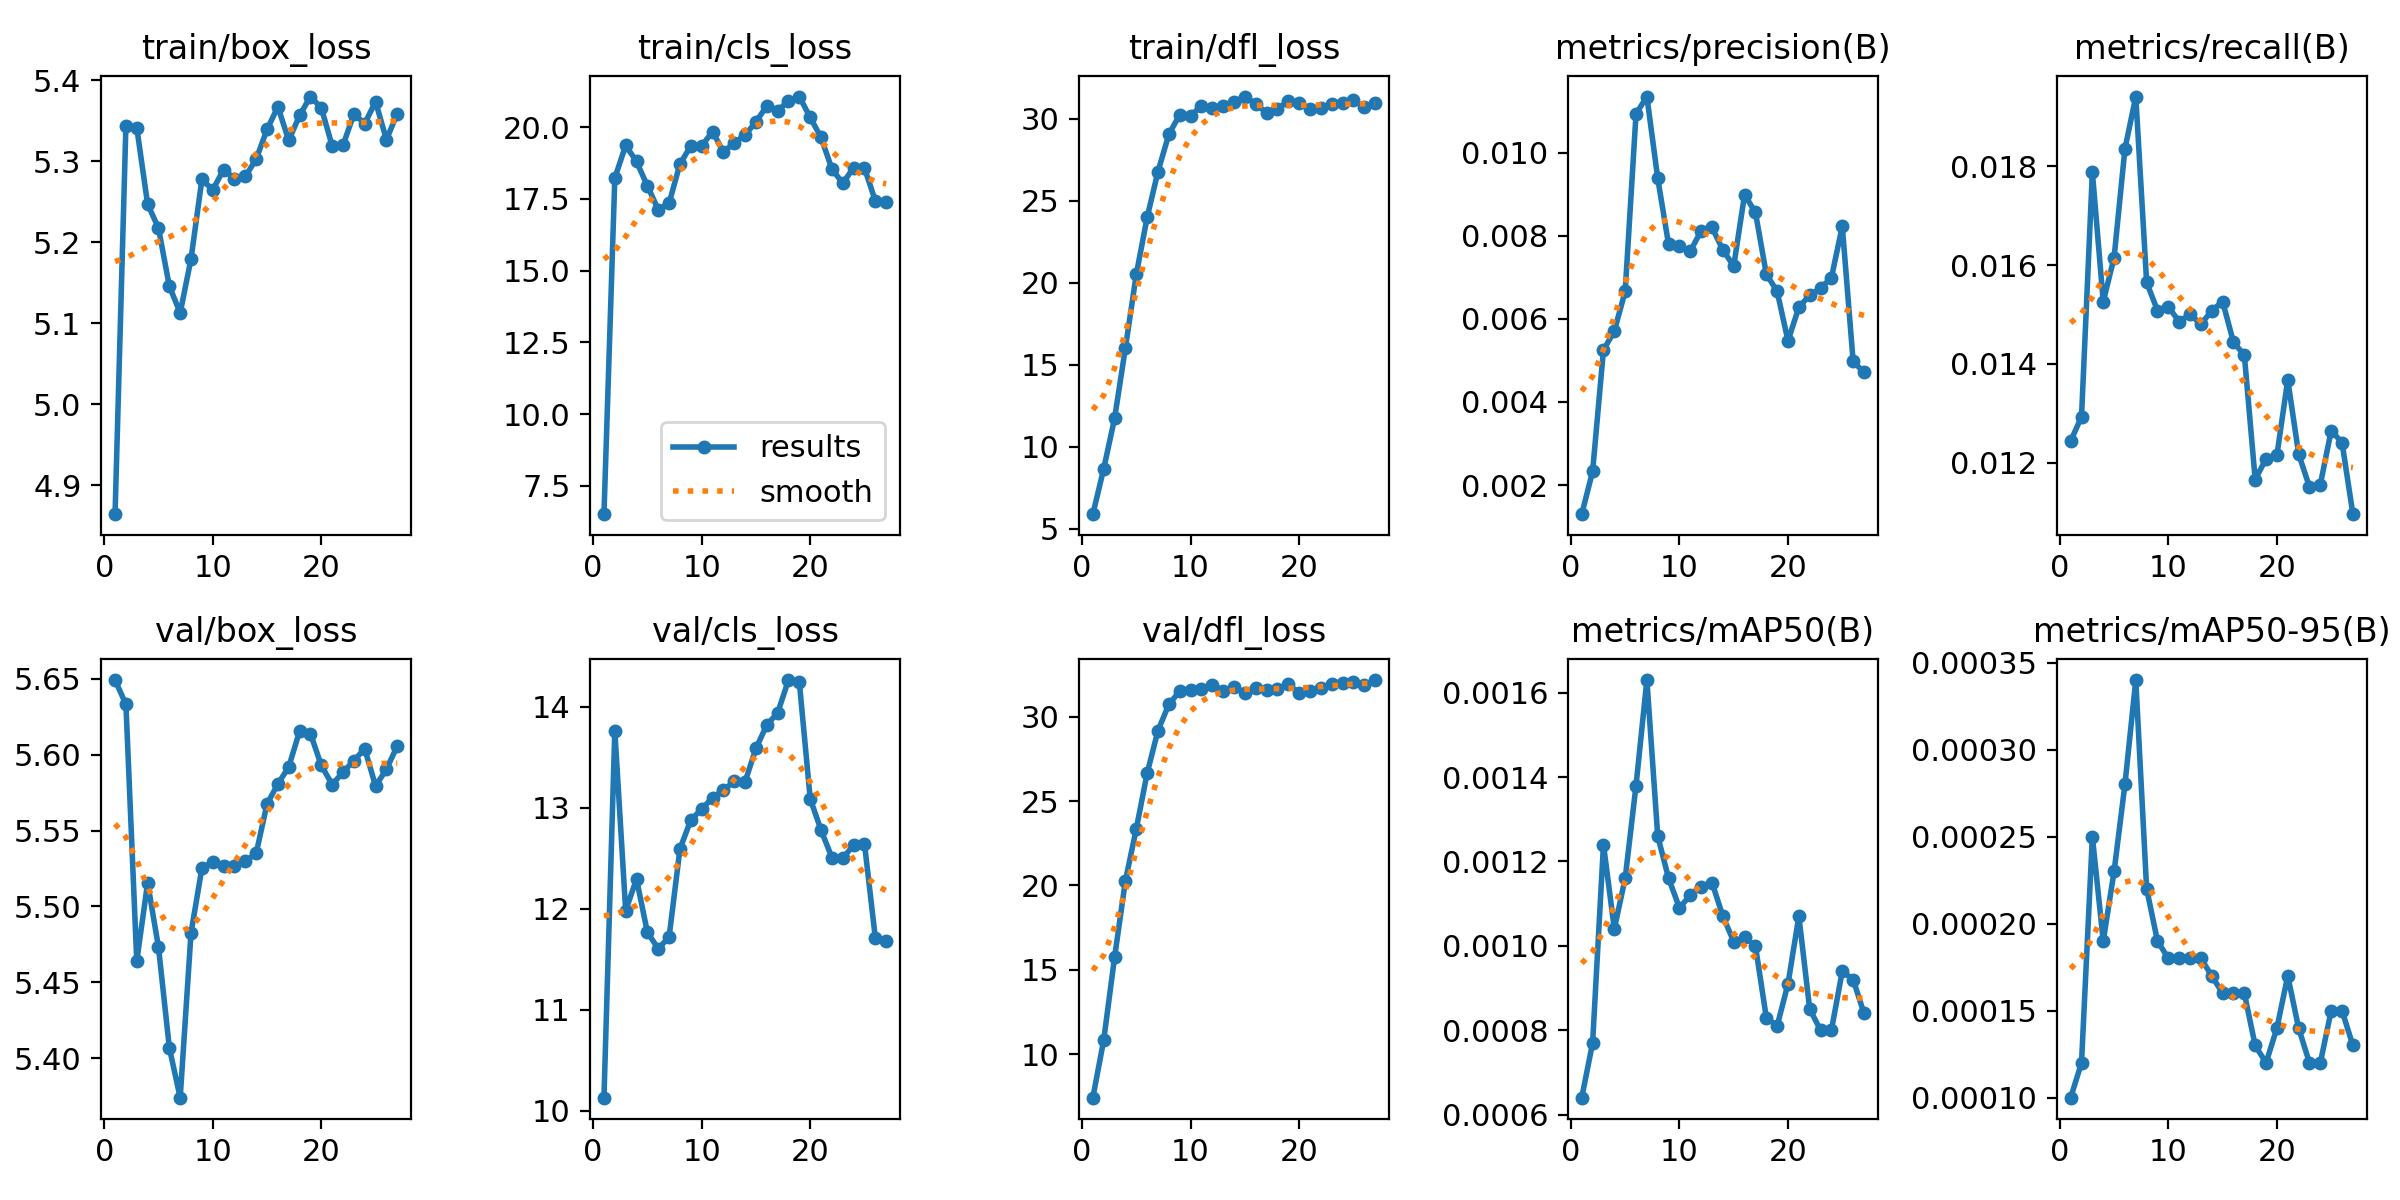 train/box_loss
5.4
5.3
5.2
5.1
5.0
4.9
0 10 20
train/cls_loss
20.0
17.5
15.0
12.5
10.0
7.5
results
smooth
0 10 20
train/dfl_loss
30
25
20
15
10
5
0 10 20
metrics/precision(B)
0.010
0.008
0.006
0.004
0.002
0 10 20
metrics/recall(B)
0.018
0.016
0.014
0.012
0 10 20
val/box_loss
5.65
5.60
5.55
5.50
5.45
5.40
0 10 20
val/cls_loss
14
13
12
11
10
0 10 20
val/dfl_loss
30
25
20
15
10
0 10 20
metrics/mAP50(B)
0.0016
0.0014
0.0012
0.0010
0.0008
0.0006
0 10 20
metrics/mAP50-95(B)
0.00035
0.00030
0.00025
0.00020
0.00015
0.00010
0 10 20